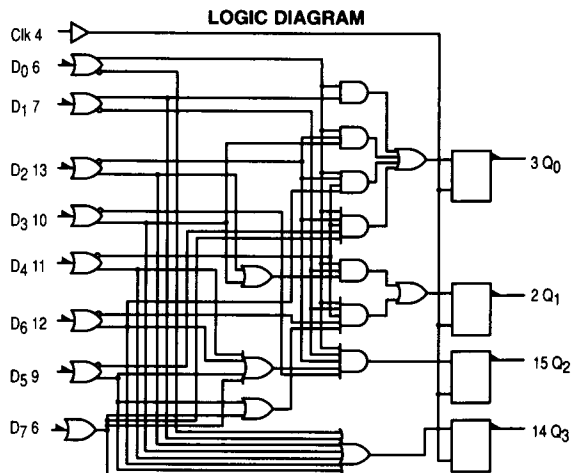 LOGIC DIAGRAM
Clk 4
D0 6
D1 7
D2 13
D3 10
D4 11
D6 12
D5 9
D7 6
3 Q0
2 Q1
15 Q2
14 Q3